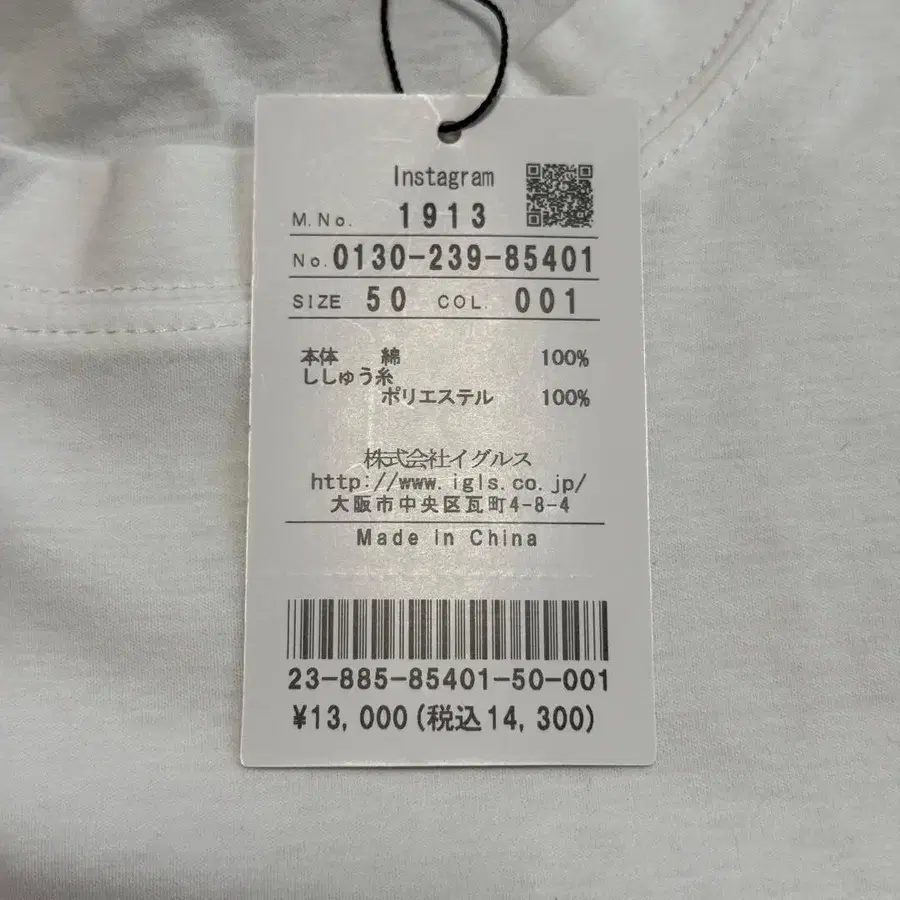 Instagram
M.No. 1913
No. 0130-239-85401
SIZE 50 COL. 001
本体 綿 100%
ししゅう糸
ポリエステル 100%
株式会社イグルス
http://www.igls.co.jp/
大阪市中央区瓦町4-8-4
Made in China
23-885-85401-50-001
¥13,000(税込14,300)